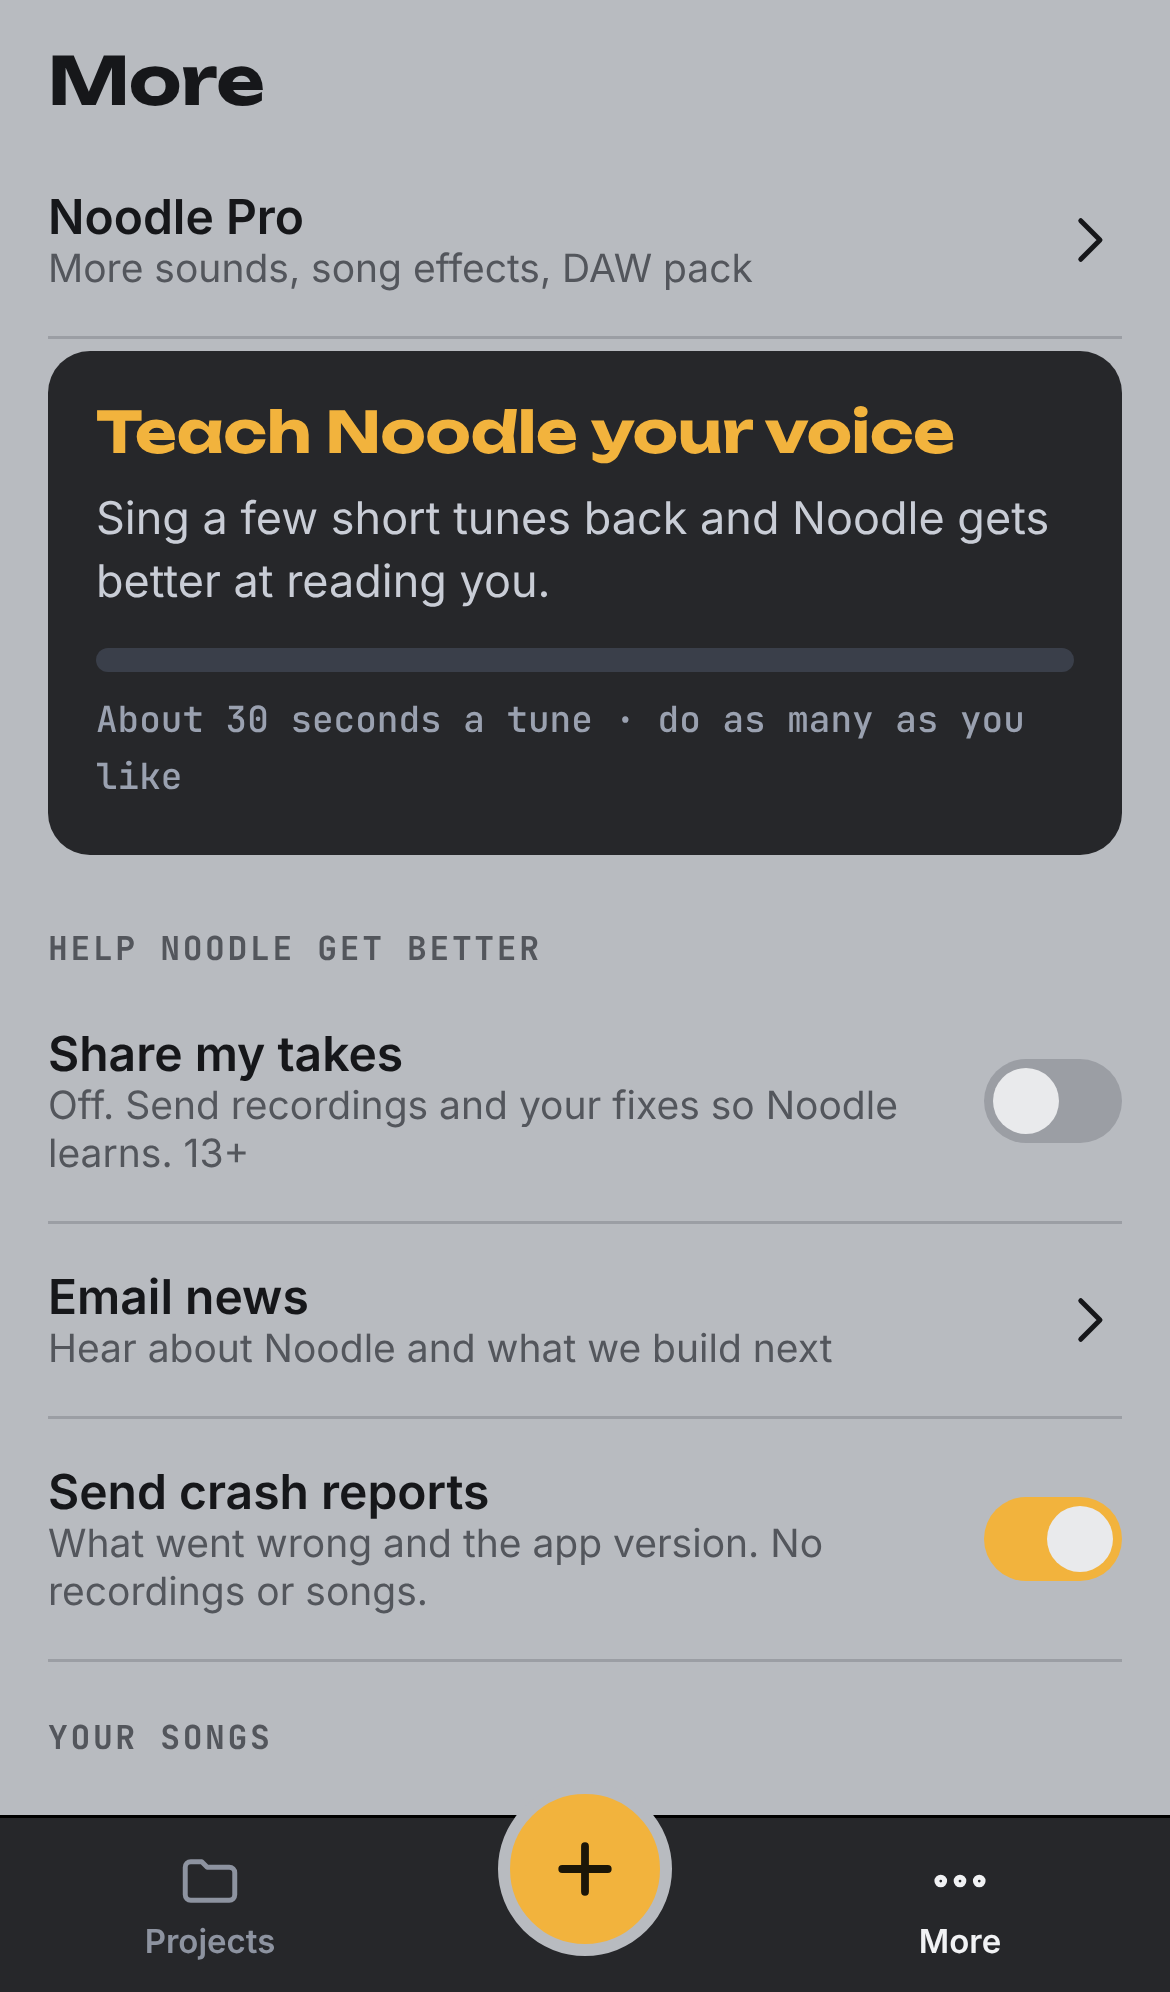 More
Noodle Pro
More sounds, song effects, DAW pack
Teach Noodle your voice
Sing a few short tunes back and Noodle gets
better at reading you.
About 30 seconds a tune · do as many as you
like
HELP NOODLE GET BETTER
Share my takes
Off. Send recordings and your fixes so Noodle
learns. 13+
Email news
Hear about Noodle and what we build next
Send crash reports
What went wrong and the app version. No
recordings or songs.
YOUR SONGS
Projects
More